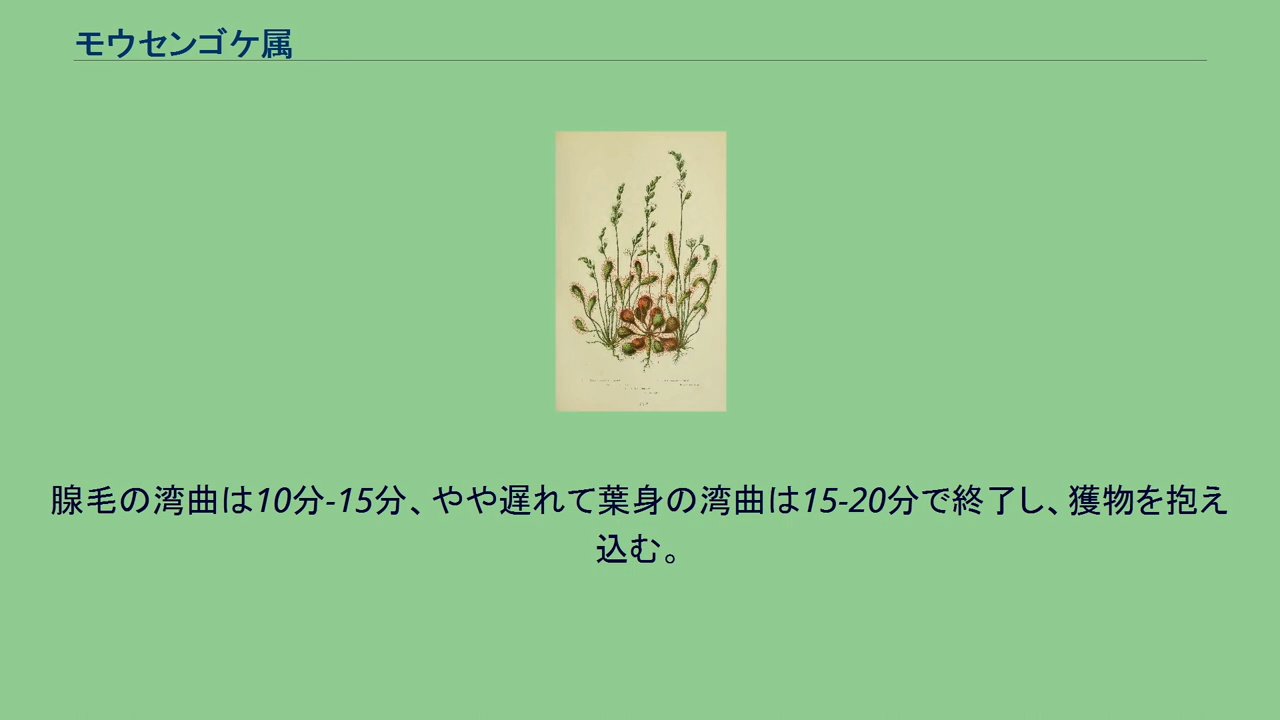 モウセンゴケ属
腺毛の湾曲は10分-15分、やや遅れて葉身の湾曲は15-20分で終了し、獲物を抱え
込む。